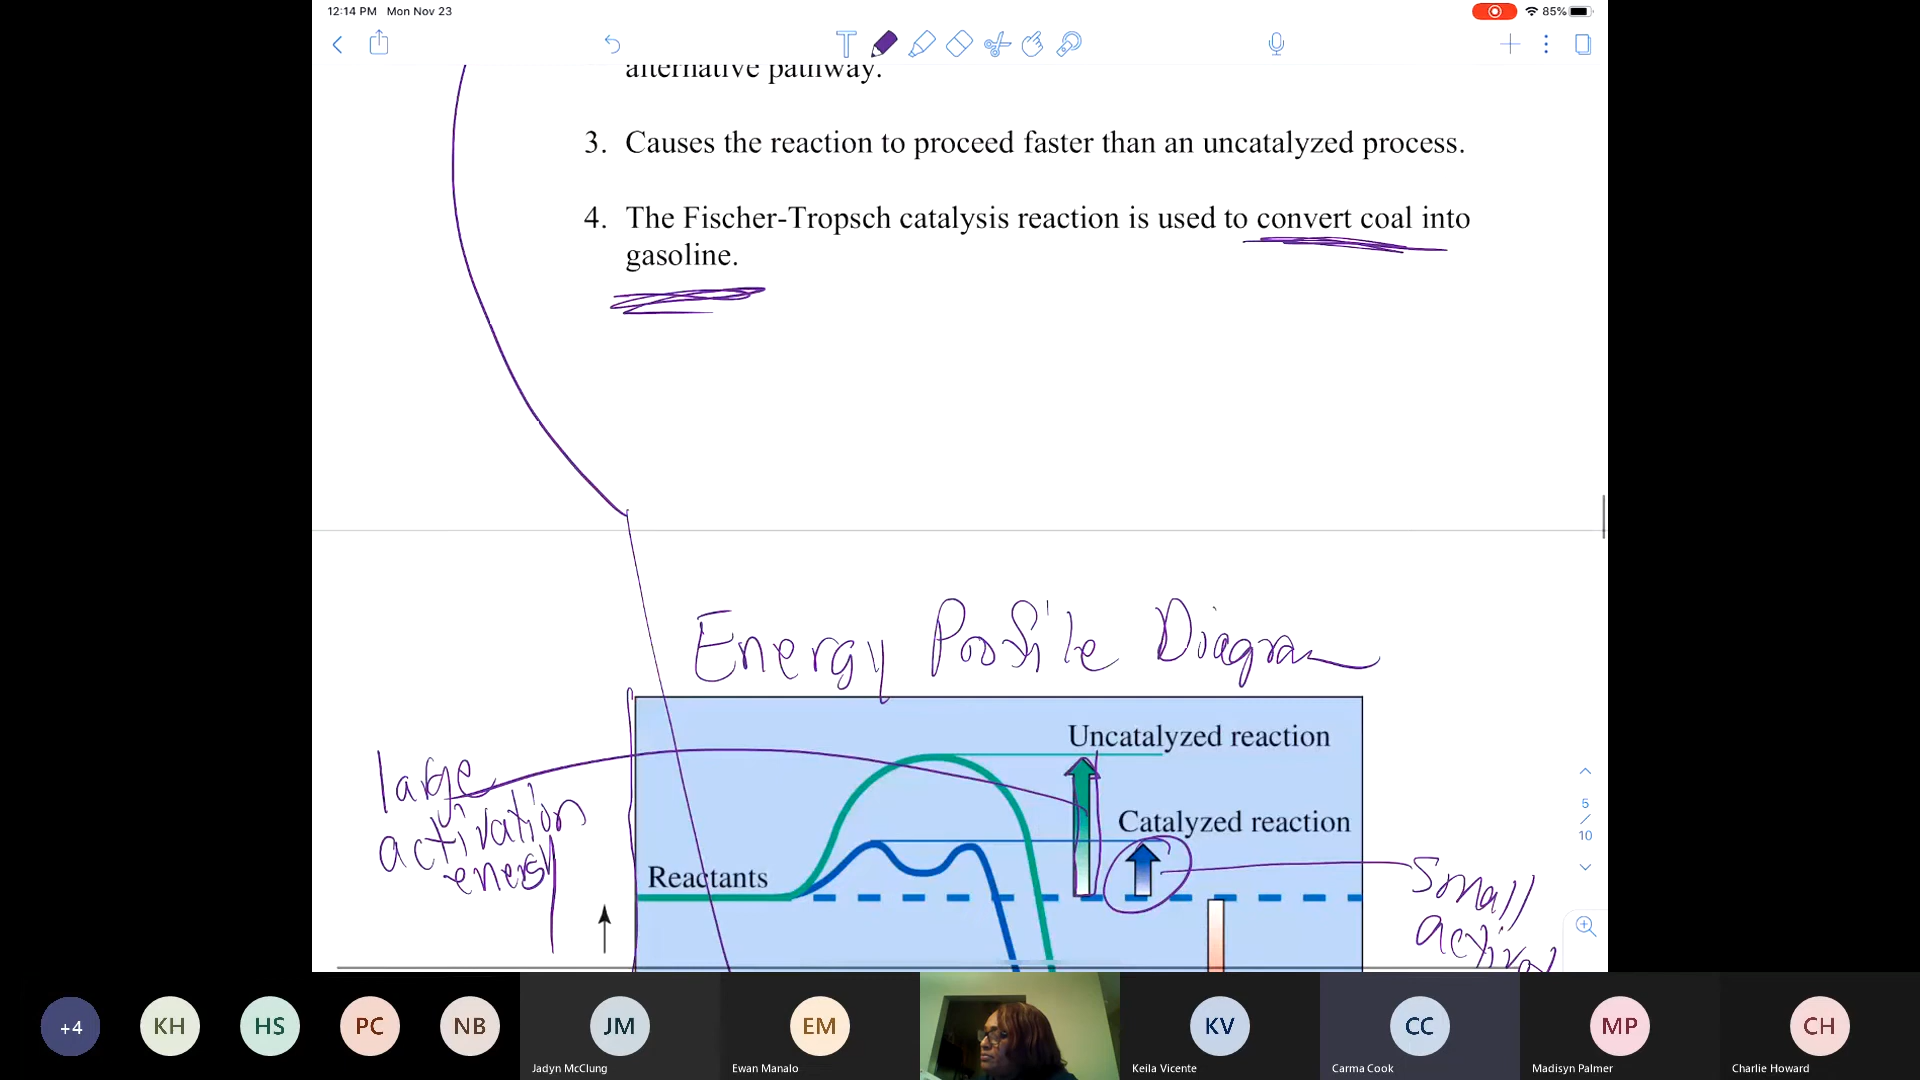 12:14 PM Mon Nov 23
85%
alternative pathway.
3. Causes the reaction to proceed faster than an uncatalyzed process.
4. The Fischer-Tropsch catalysis reaction is used to convert coal into
gasoline.
Energy Profile Diagram
Uncatalyzed reaction
large
activation
energy
Catalyzed reaction
Reactants
Small
5
/
10
+4
KH
HS
PC
NB
JM
EM
KV
CC
MP
CH
Jadyn McClung
Ewan Manalo
Keila Vicente
Carma Cook
Madisyn Palmer
Charlie Howard